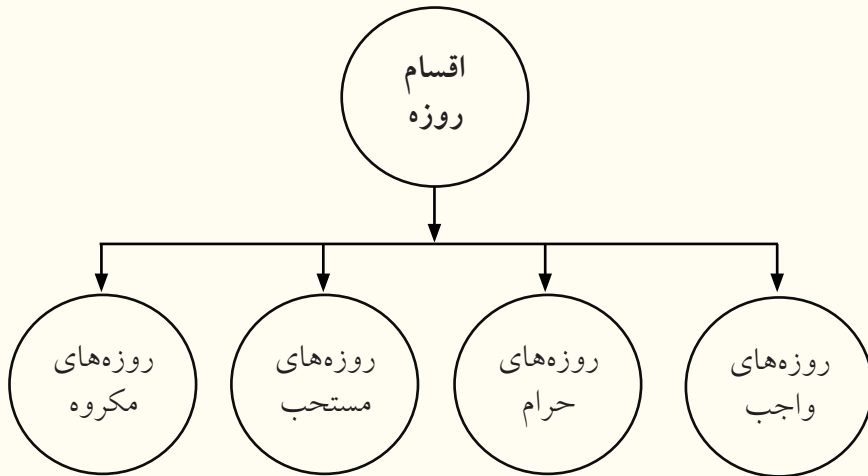 اقسام
روزه
روزه‌های
واجب
روزه‌های
حرام
روزه‌های
مستحب
روزه‌های
مکروه